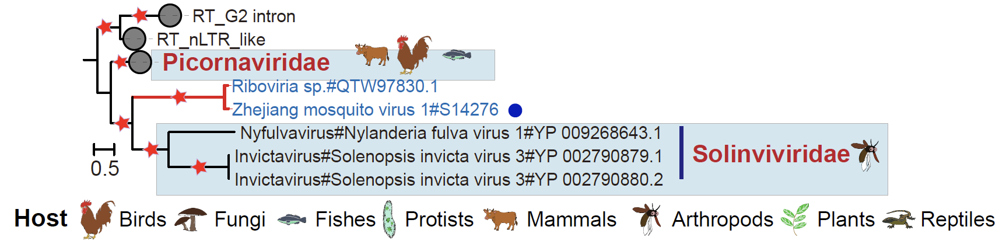 RT_G2 intron
RT_nLTR_like
Picornaviridae
Riboviria sp.#QTW97830.1
Zhejiang mosquito virus 1#S14276
Nyfulvavirus#Nylanderia fulva virus 1#YP 009268643.1
Invictavirus#Solenopsis invicta virus 3#YP 002790879.1
Solinviviridae
Invictavirus#Solenopsis invicta virus 3#YP 002790880.2
0.5
Host Birds Fungi Fishes Protists Mammals Arthropods Plants Reptiles